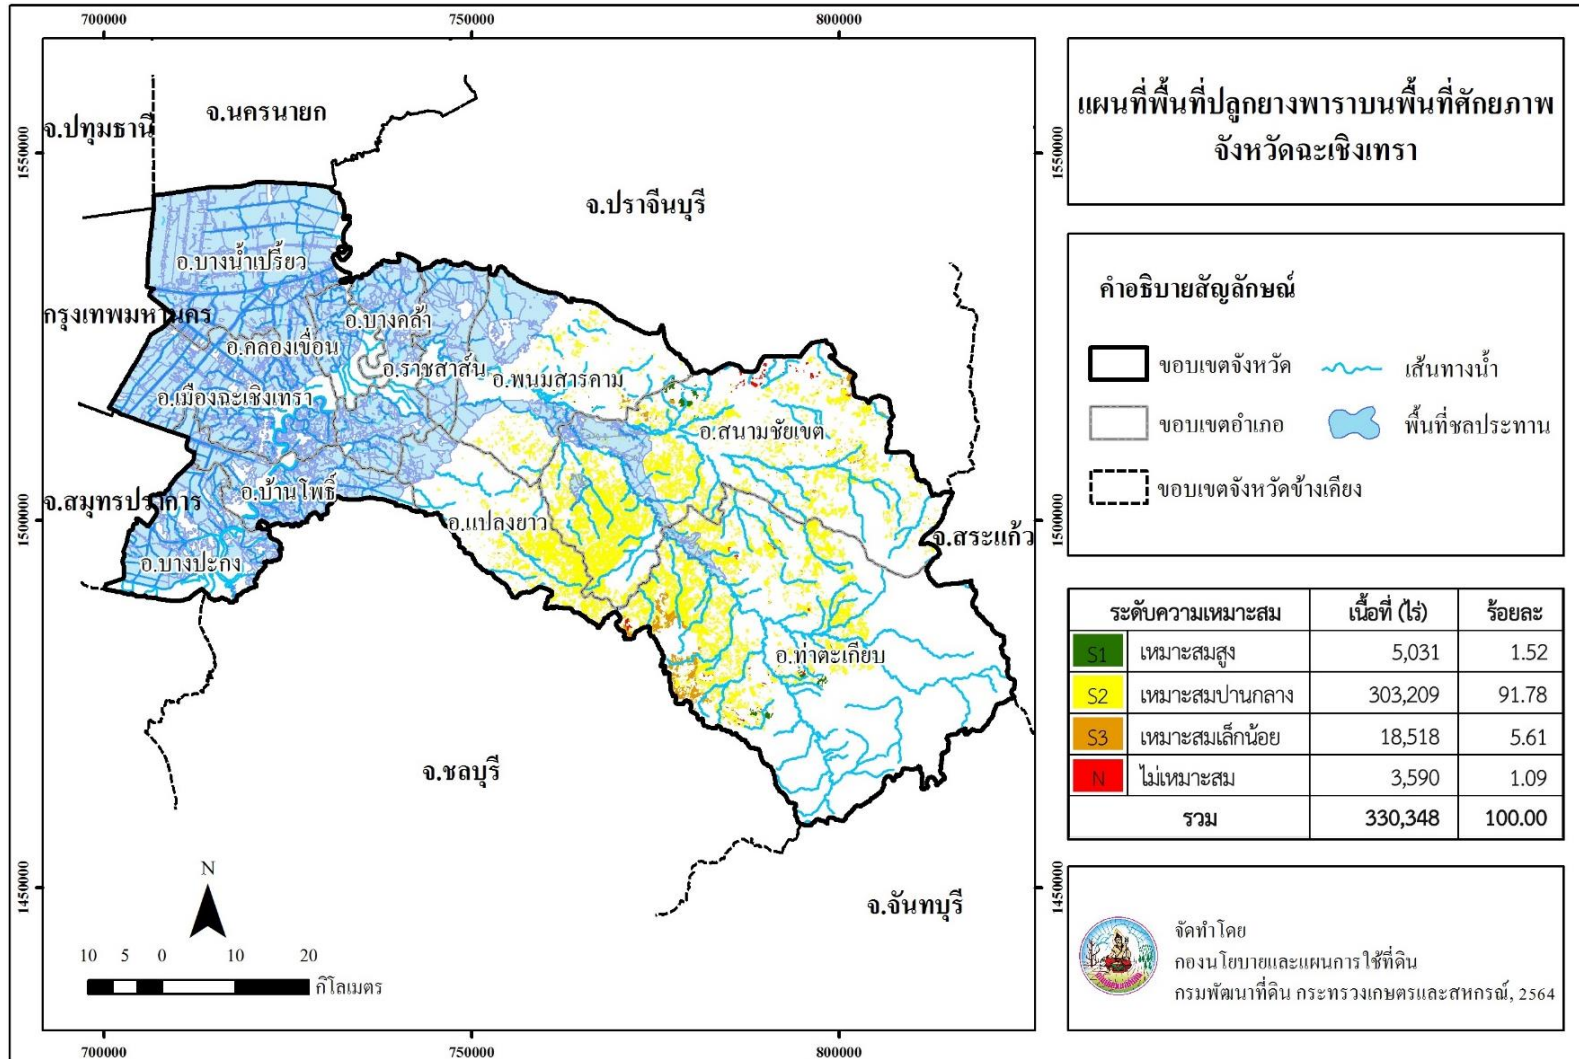 700000
750000
800000
1550000
1500000
1450000
1550000
1500000
1450000
700000
750000
800000
จ.นครนายก
จ.ปทุมธานี
จ.ปราจีนบุรี
อ.บางน้ำเปรี้ยว
กรุงเทพมหานคร
อ.บางคล้า
อ.คลองเขื่อน
อ.ราชสาส์น
อ.พนมสารคาม
อ.เมืองฉะเชิงเทรา
อ.สนามชัยเขต
จ.สมุทรปราการ
อ.บ้านโพธิ์
อ.แปลงยาว
จ.สระแก้ว
อ.บางปะกง
อ.ท่าตะเกียบ
จ.ชลบุรี
จ.จันทบุรี
N
10 5 0 10 20
กิโลเมตร
แผนที่พื้นที่ปลูกยางพาราบนพื้นที่ศักยภาพ
จังหวัดฉะเชิงเทรา
คำอธิบายสัญลักษณ์
ขอบเขตจังหวัด เส้นทางน้ำ
ขอบเขตอำเภอ พื้นที่ชลประทาน
ขอบเขตจังหวัดข้างเคียง
ระดับความเหมาะสม เนื้อที่ (ไร่) ร้อยละ
S1 เหมาะสมสูง 5,031 1.52
S2 เหมาะสมปานกลาง 303,209 91.78
S3 เหมาะสมเล็กน้อย 18,518 5.61
N ไม่เหมาะสม 3,590 1.09
รวม 330,348 100.00
จัดทำโดย
กองนโยบายและแผนการใช้ที่ดิน
กรมพัฒนาที่ดิน กระทรวงเกษตรและสหกรณ์, 2564